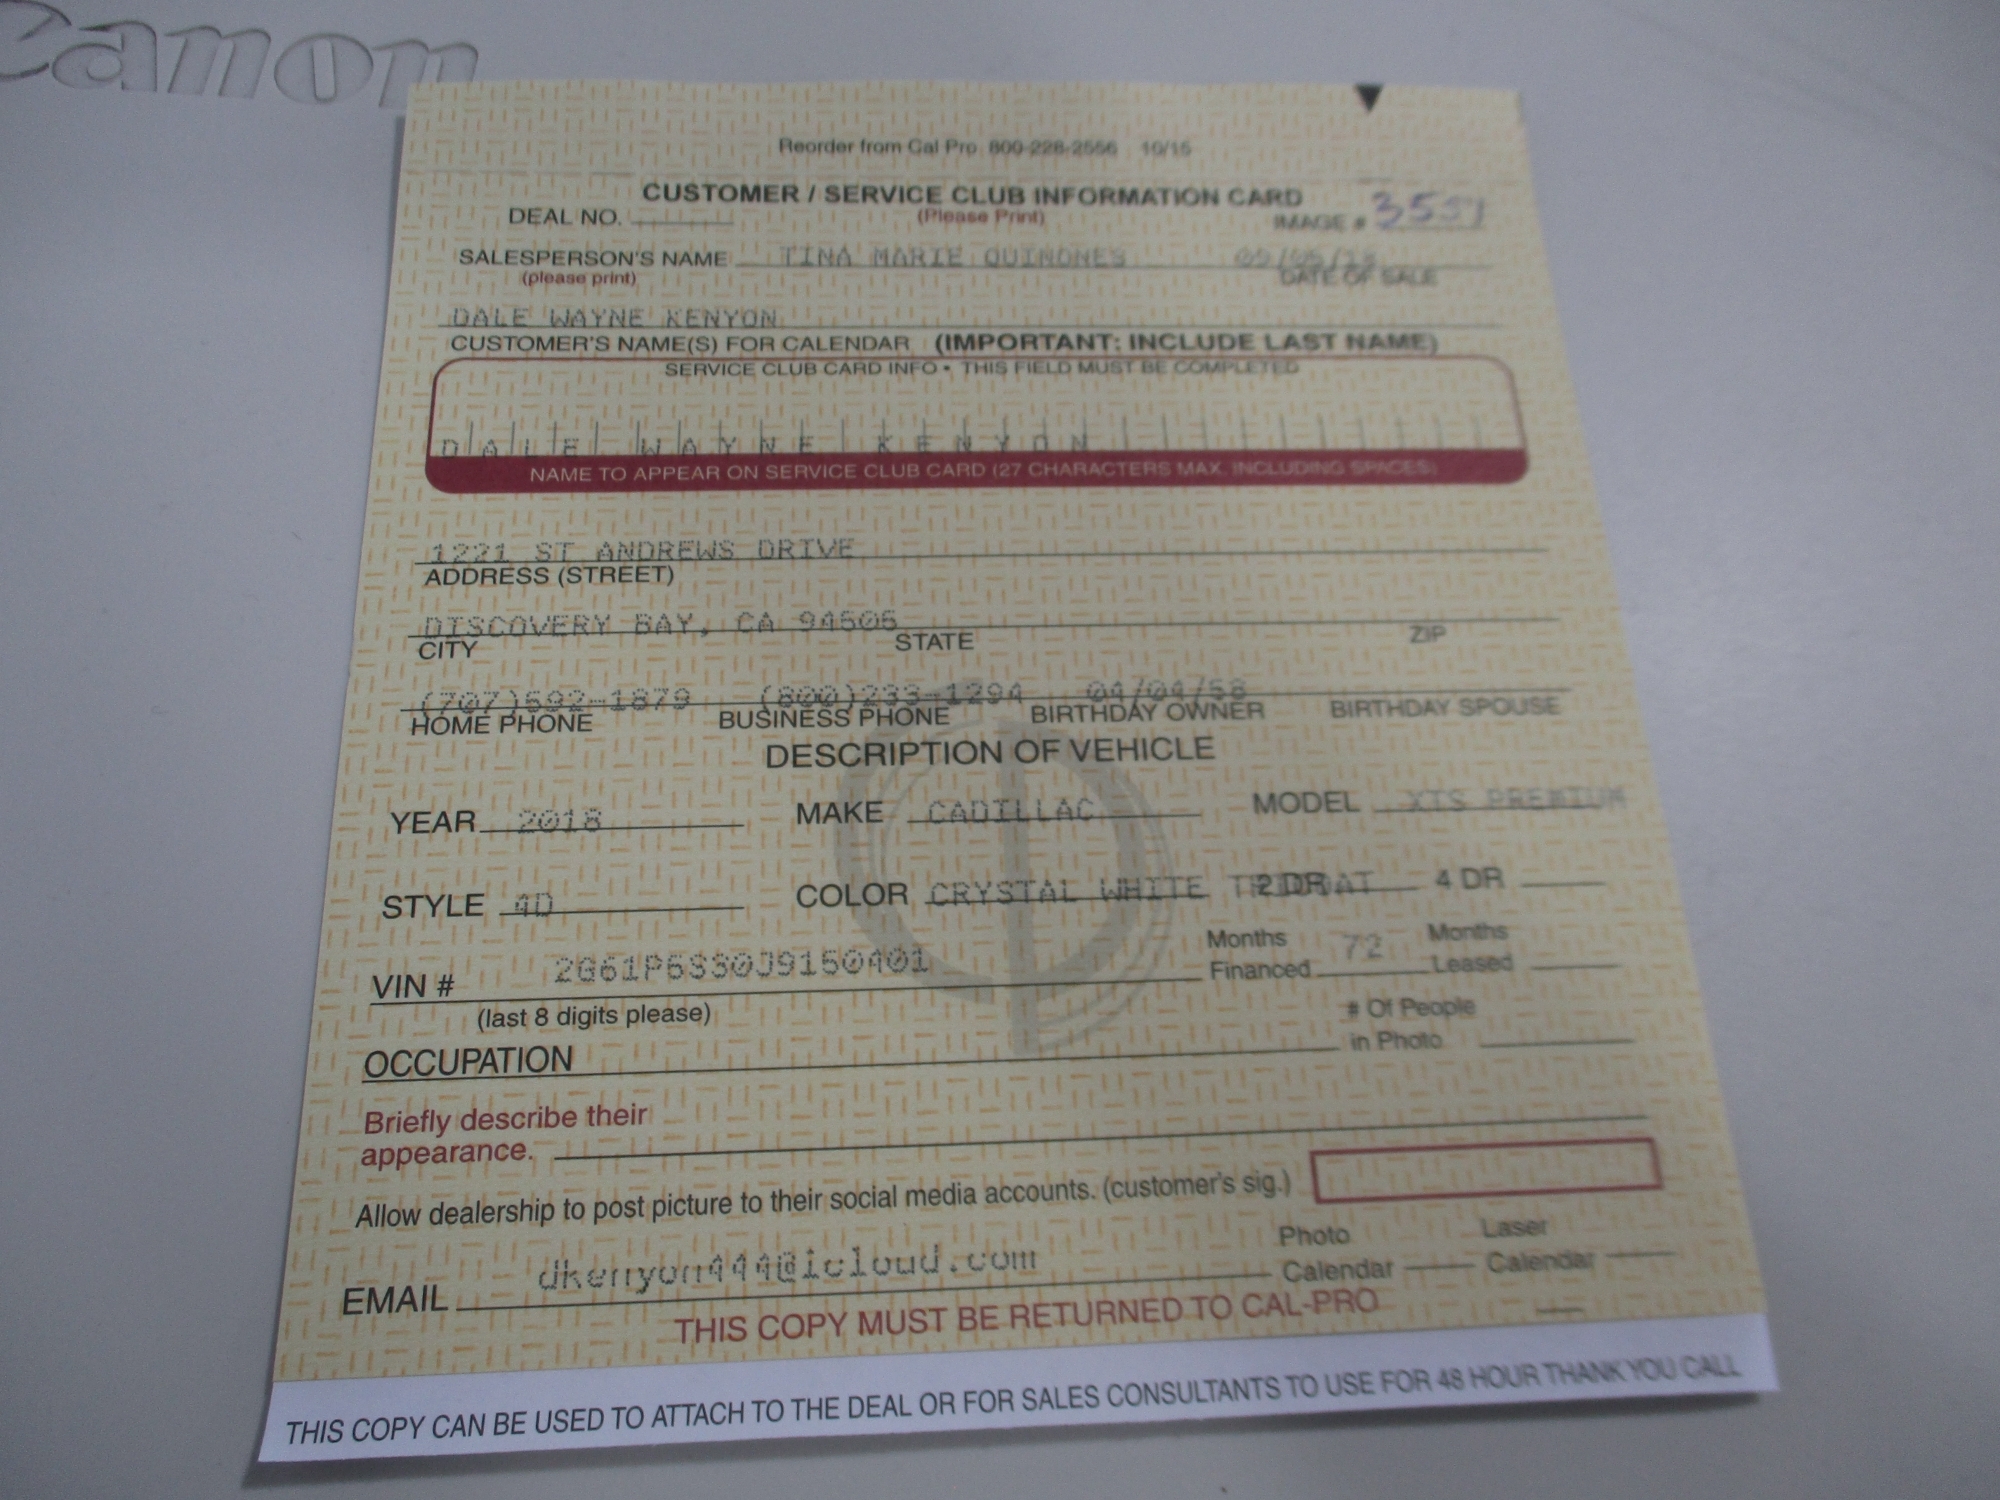 Canon
Reorder from Cal Pro 800-228-2556 10/15
CUSTOMER / SERVICE CLUB INFORMATION CARD
DEAL NO. (Please Print) IMAGE #
SALESPERSON'S NAME TINA MARIE QUINONES
(please print) DATE OF SALE
DALE WAYNE KENYON
CUSTOMER'S NAME(S) FOR CALENDAR (IMPORTANT: INCLUDE LAST NAME)
SERVICE CLUB CARD INFO • THIS FIELD MUST BE COMPLETED
DALE WAYNE KENYON
NAME TO APPEAR ON SERVICE CLUB CARD (27 CHARACTERS MAX. INCLUDING SPACES)
1221 ST ANDREWS DRIVE
ADDRESS (STREET)
DISCOVERY BAY, CA 94505
CITY STATE ZIP
(707)592-1879 (800)233-1294 04/04/58
HOME PHONE BUSINESS PHONE BIRTHDAY OWNER BIRTHDAY SPOUSE
DESCRIPTION OF VEHICLE
YEAR 2018 MAKE CADILLAC MODEL XTS PREMIUM
STYLE 4D COLOR CRYSTAL WHITE 2 DR 4 DR
VIN # 2G61P5S30J9150401 Months Financed 72 Months Leased
(last 8 digits please)
OCCUPATION # Of People in Photo
Briefly describe their
appearance.
Allow dealership to post picture to their social media accounts. (customer's sig.)
EMAIL dkenyon444@icloud.com Photo Calendar Laser Calendar
THIS COPY MUST BE RETURNED TO CAL-PRO
THIS COPY CAN BE USED TO ATTACH TO THE DEAL OR FOR SALES CONSULTANTS TO USE FOR 48 HOUR THANK YOU CALL